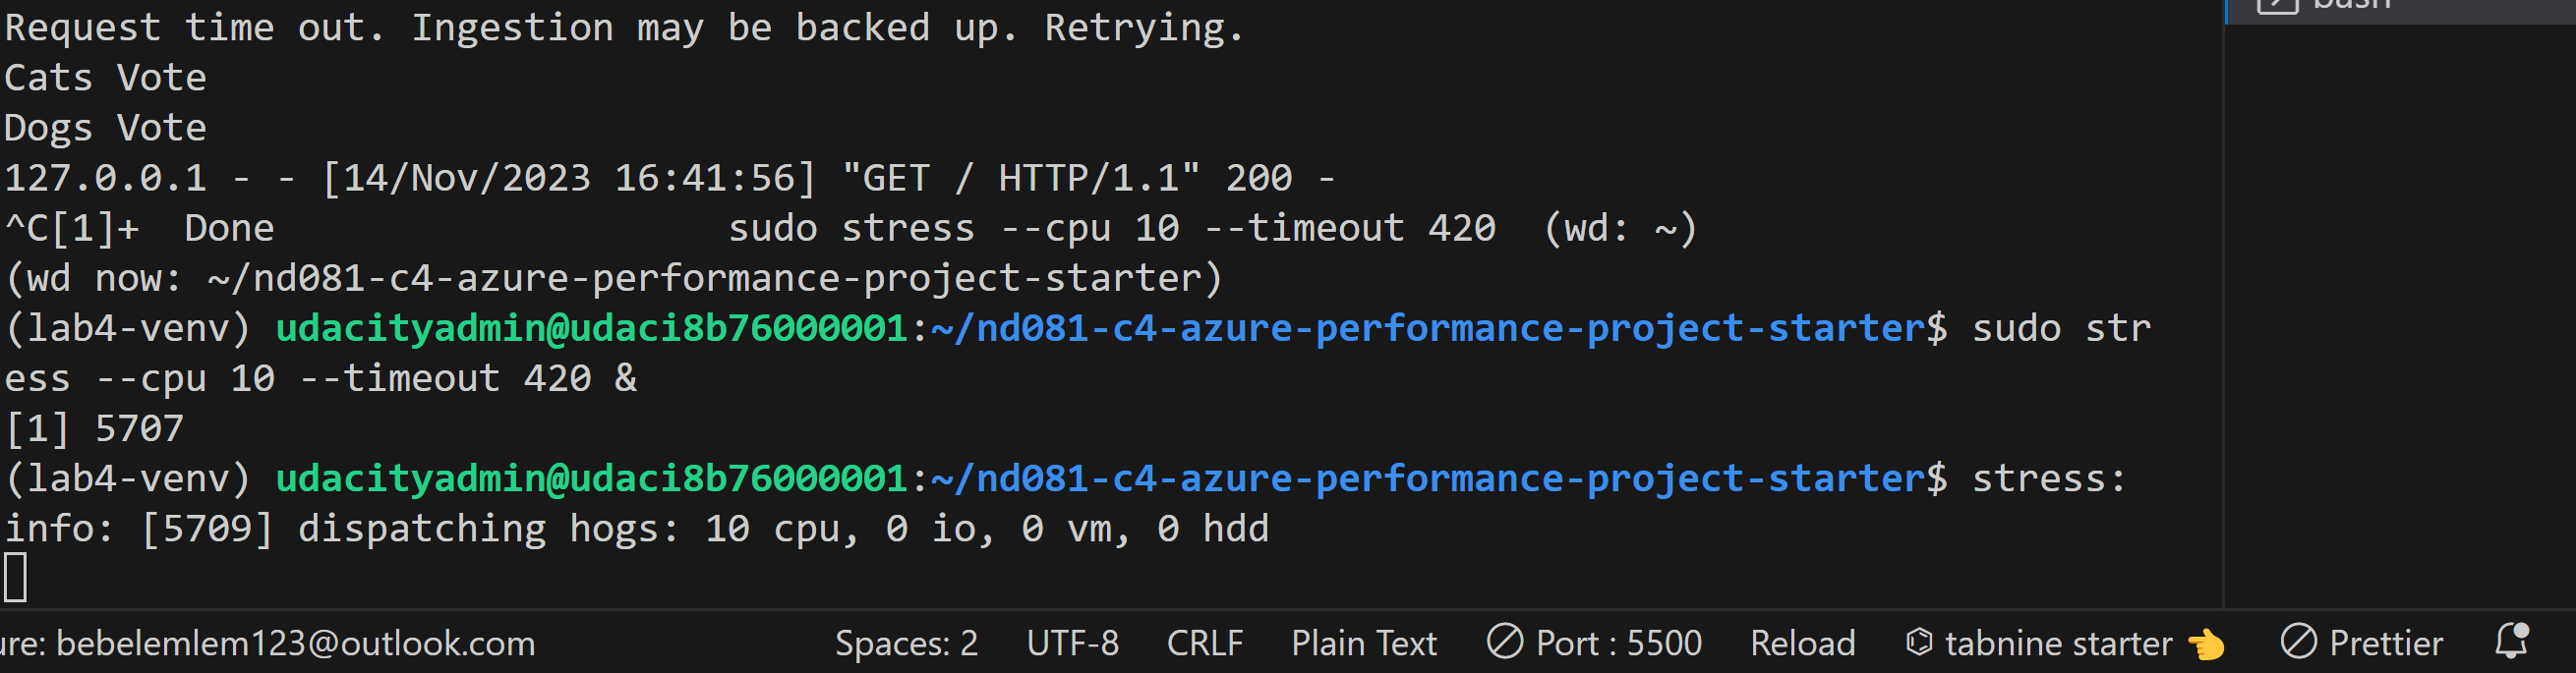 Request time out. Ingestion may be backed up. Retrying.
Cats Vote
Dogs Vote
127.0.0.1 - - [14/Nov/2023 16:41:56] "GET / HTTP/1.1" 200 -
^C[1]+  Done                    sudo stress --cpu 10 --timeout 420  (wd: ~)
(wd now: ~/nd081-c4-azure-performance-project-starter)
(lab4-venv) udacityadmin@udaci8b76000001:~/nd081-c4-azure-performance-project-starter$ sudo str
ess --cpu 10 --timeout 420 &
[1] 5707
(lab4-venv) udacityadmin@udaci8b76000001:~/nd081-c4-azure-performance-project-starter$ stress:
info: [5709] dispatching hogs: 10 cpu, 0 io, 0 vm, 0 hdd
bash
ure: bebelemlem123@outlook.com Spaces: 2 UTF-8 CRLF Plain Text Port : 5500 Reload tabnine starter 👈 Prettier